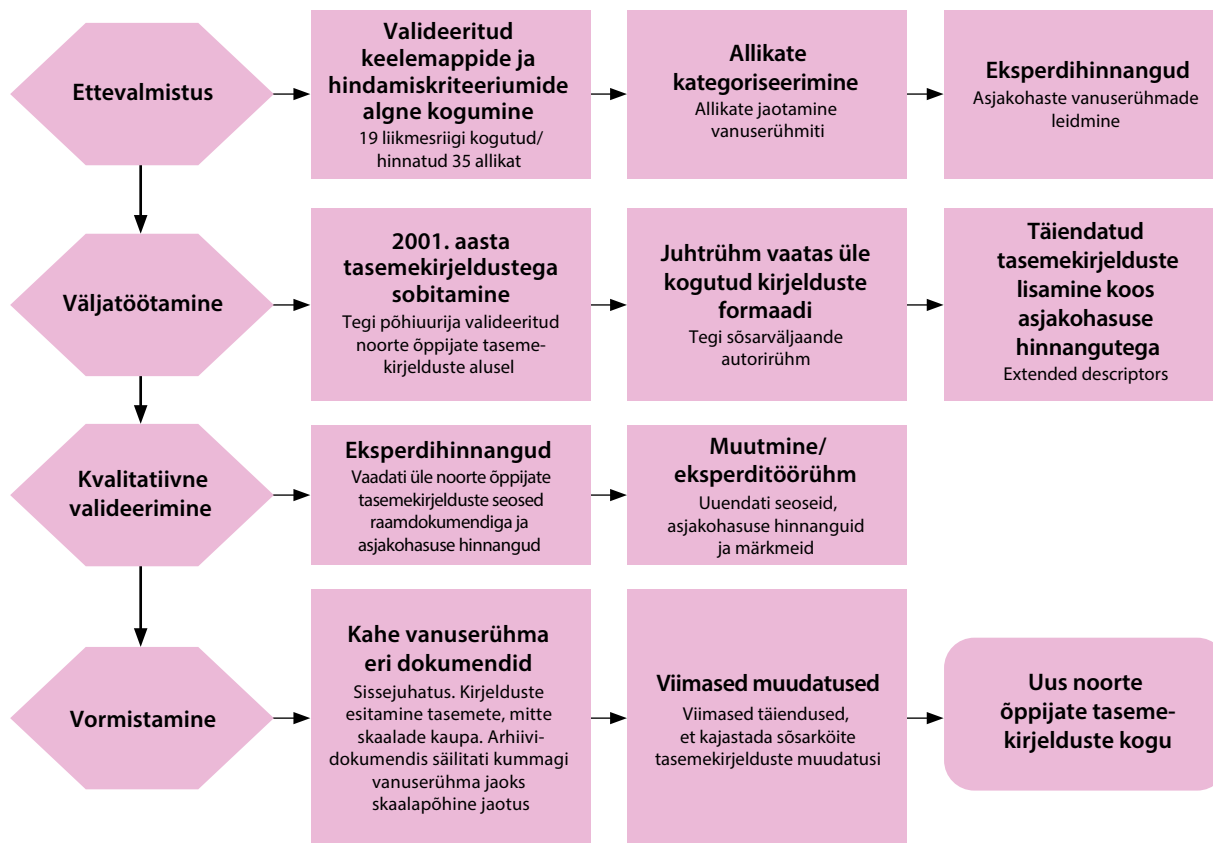 Ettevalmistus
Valideeritud
keelemappide ja
hindamiskriteeriumide
algne kogumine
19 liikmesriigi kogutud/
hinnatud 35 allikat
Allikate
kategoriseerimine
Allikate jaotamine
vanuserühmiti
Eksperdihinnangud
Asjakohaste vanuserühmade
leidmine
Väljatöötamine
2001. aasta
tasemekirjeldustega
sobitamine
Tegi põhiuurija valideeritud
noorte õppijate taseme-
kirjelduste alusel
Juhtrühm vaatas üle
kogutud kirjelduste
formaadi
Tegi sõsarväljaande
autorirühm
Täiendatud
tasemekirjelduste
lisamine koos
asjakohasuse
hinnangutega
Extended descriptors
Kvalitatiivne
valideerimine
Eksperdihinnangud
Vaadati üle noorte õppijate
tasemekirjelduste seosed
raamdokumendiga ja
asjakohasuse hinnangud
Muutmine/
eksperditöörühm
Uuendati seoseid,
asjakohasuse hinnanguid
ja märkmeid
Vormistamine
Kahe vanuserühma
eri dokumendid
Sissejuhatus. Kirjelduste
esitamine tasemete, mitte
skaalade kaupa. Arhiivi-
dokumendis säilitati kummagi
vanuserühma jaoks
skaalapõhine jaotus
Viimased muudatused
Viimased täiendused,
et kajastada sõsarköite
tasemekirjelduste muudatusi
Uus noorte
õppijate taseme-
kirjelduste kogu